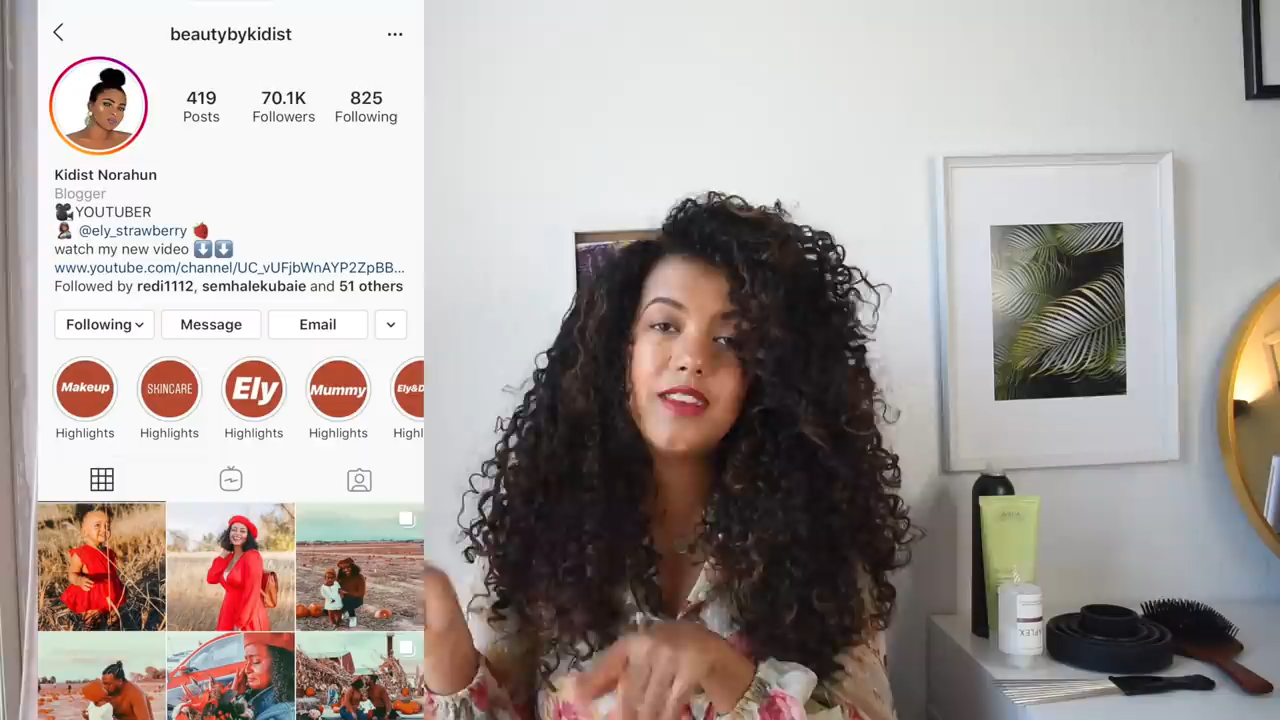 beautybykidist
419 70.1K 825
Posts Followers Following
Kidist Norahun
Blogger
YOUTUBER
@ely_strawberry
watch my new video
www.youtube.com/channel/UC_vUFjbWnAYP2ZpBB...
Followed by redi1112, semhalekubaie and 51 others
Following Message Email
Makeup SKINCARE Ely Mummy Ely&D
Highlights Highlights Highlights Highlights Highl